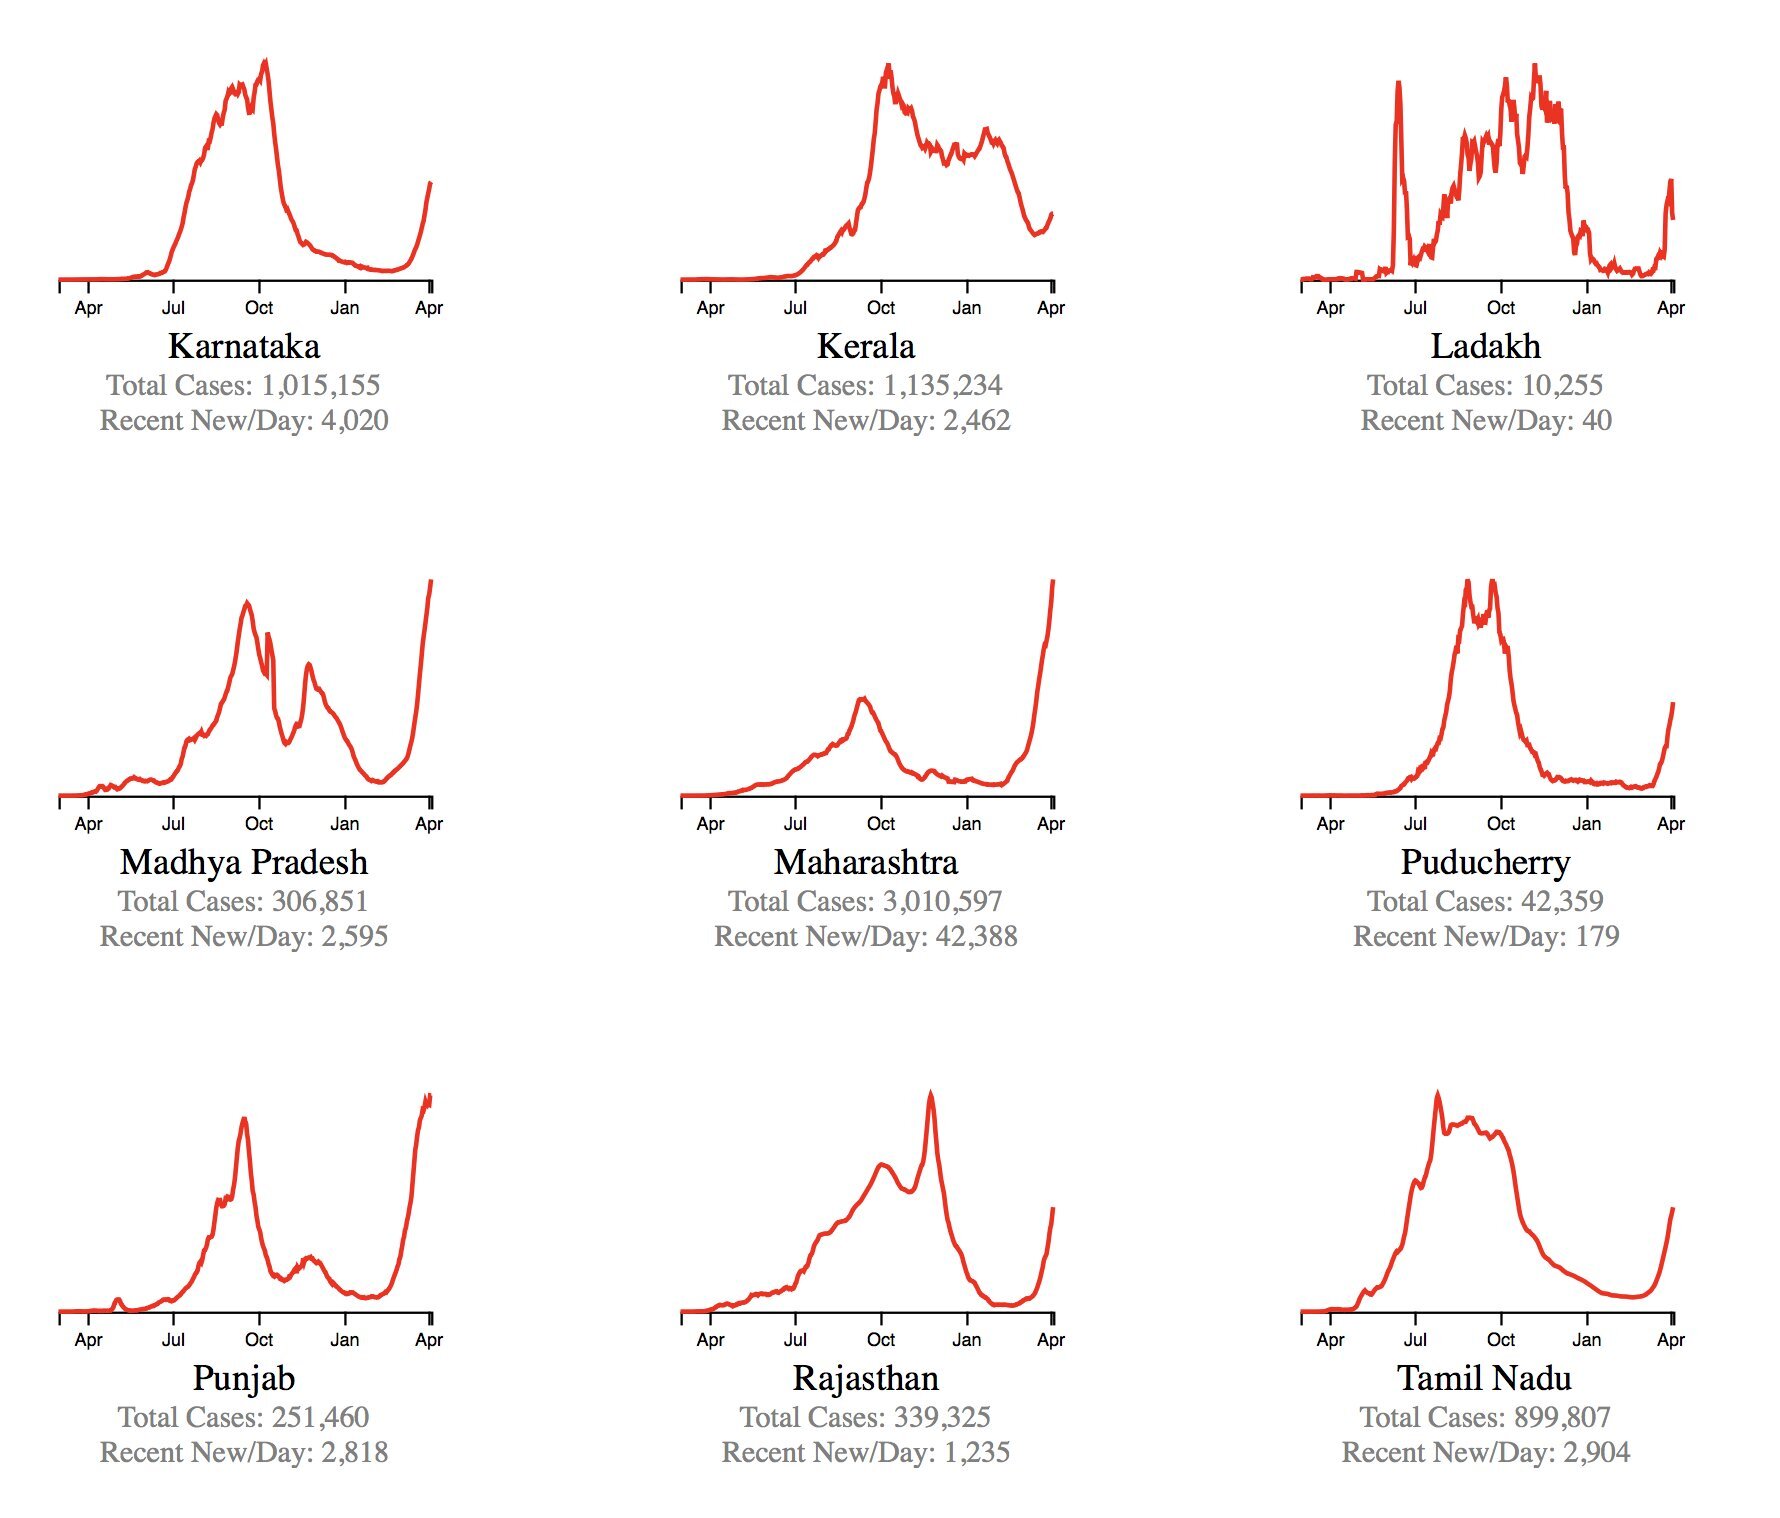 Apr Jul Oct Jan Apr
Karnataka
Total Cases: 1,015,155
Recent New/Day: 4,020
Apr Jul Oct Jan Apr
Kerala
Total Cases: 1,135,234
Recent New/Day: 2,462
Apr Jul Oct Jan Apr
Ladakh
Total Cases: 10,255
Recent New/Day: 40
Apr Jul Oct Jan Apr
Madhya Pradesh
Total Cases: 306,851
Recent New/Day: 2,595
Apr Jul Oct Jan Apr
Maharashtra
Total Cases: 3,010,597
Recent New/Day: 42,388
Apr Jul Oct Jan Apr
Puducherry
Total Cases: 42,359
Recent New/Day: 179
Apr Jul Oct Jan Apr
Punjab
Total Cases: 251,460
Recent New/Day: 2,818
Apr Jul Oct Jan Apr
Rajasthan
Total Cases: 339,325
Recent New/Day: 1,235
Apr Jul Oct Jan Apr
Tamil Nadu
Total Cases: 899,807
Recent New/Day: 2,904